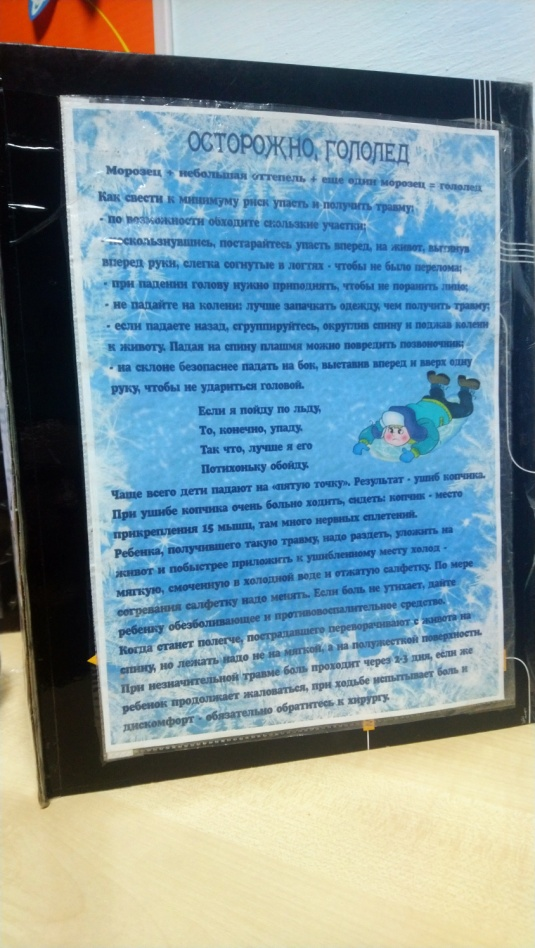 ОСТОРОЖНО, ГОЛОЛЕД
Морозец + небольшая оттепель + еще один морозец = гололед
Как свести к минимуму риск упасть и получить травму:
- по возможности обходите скользкие участки;
- поскользнувшись, постарайтесь упасть вперед, на живот, вытянув
вперед руки, слегка согнутые в локтях - чтобы не было перелома;
- при падении голову нужно приподнять, чтобы не поранить лицо;
- не падайте на колени: лучше запачкать одежду, чем получить травму;
- если падаете назад, сгруппируйтесь, округлив спину и поджав колени
к животу. Падая на спину плашмя можно повредить позвоночник;
- на склоне безопаснее падать на бок, выставив вперед и вверх одну
руку, чтобы не удариться головой.
Если я пойду по льду,
То, конечно, упаду.
Так что, лучше я его
Потихоньку обойду.
Чаще всего дети падают на «пятую точку». Результат - ушиб копчика.
При ушибе копчика очень больно ходить, сидеть: копчик - место
прикрепления 15 мышц, там много нервных сплетений.
Ребенка, получившего такую травму, надо раздеть, уложить на
живот и побыстрее приложить к ушибленному месту холод -
мягкую, смоченную в холодной воде и отжатую салфетку. По мере
согревания салфетку надо менять. Если боль не утихает, дайте
ребенку обезболивающее и противовоспалительное средство.
Когда станет полегче, пострадавшего переворачивают с живота на
спину, но лежать надо не на мягкой, а на полужесткой поверхности.
При незначительной травме боль проходит через 2-3 дня, если же
ребенок продолжает жаловаться, при ходьбе испытывает боль и
дискомфорт - обязательно обратитесь к хирургу.